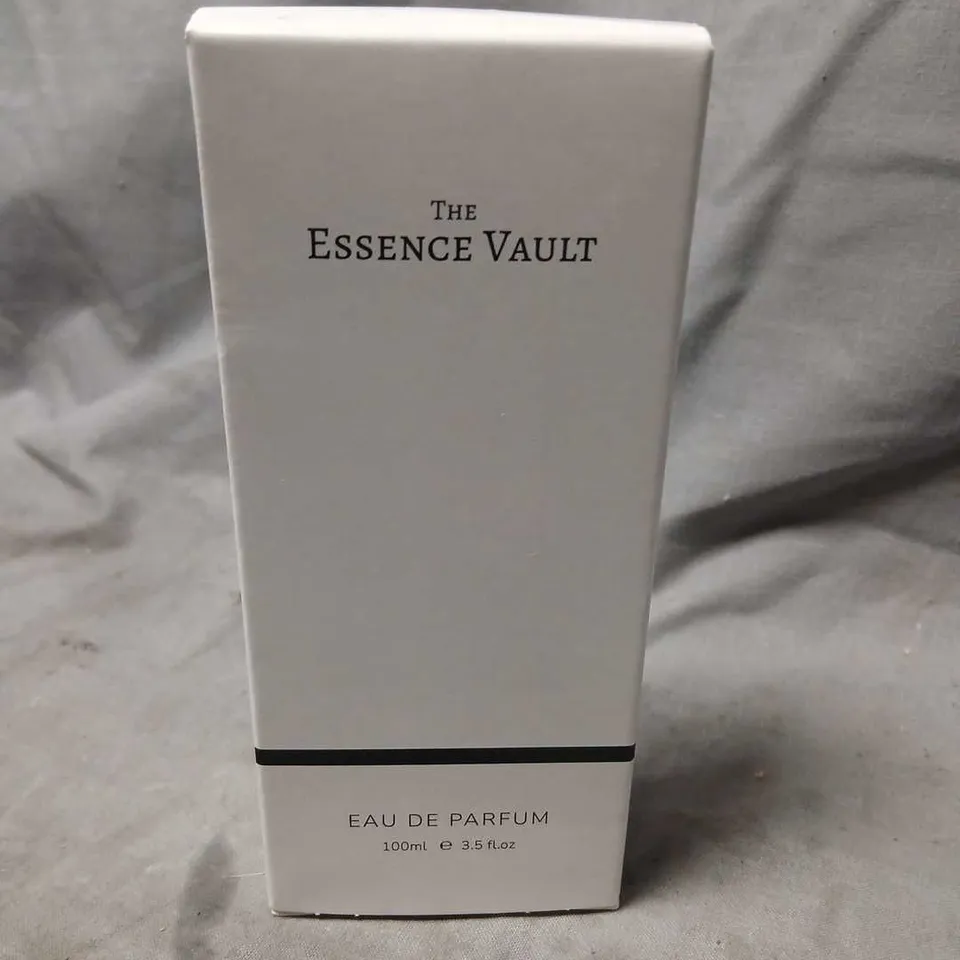 THE
ESSENCE VAULT
EAU DE PARFUM
100ml ℮ 3.5 fl.oz